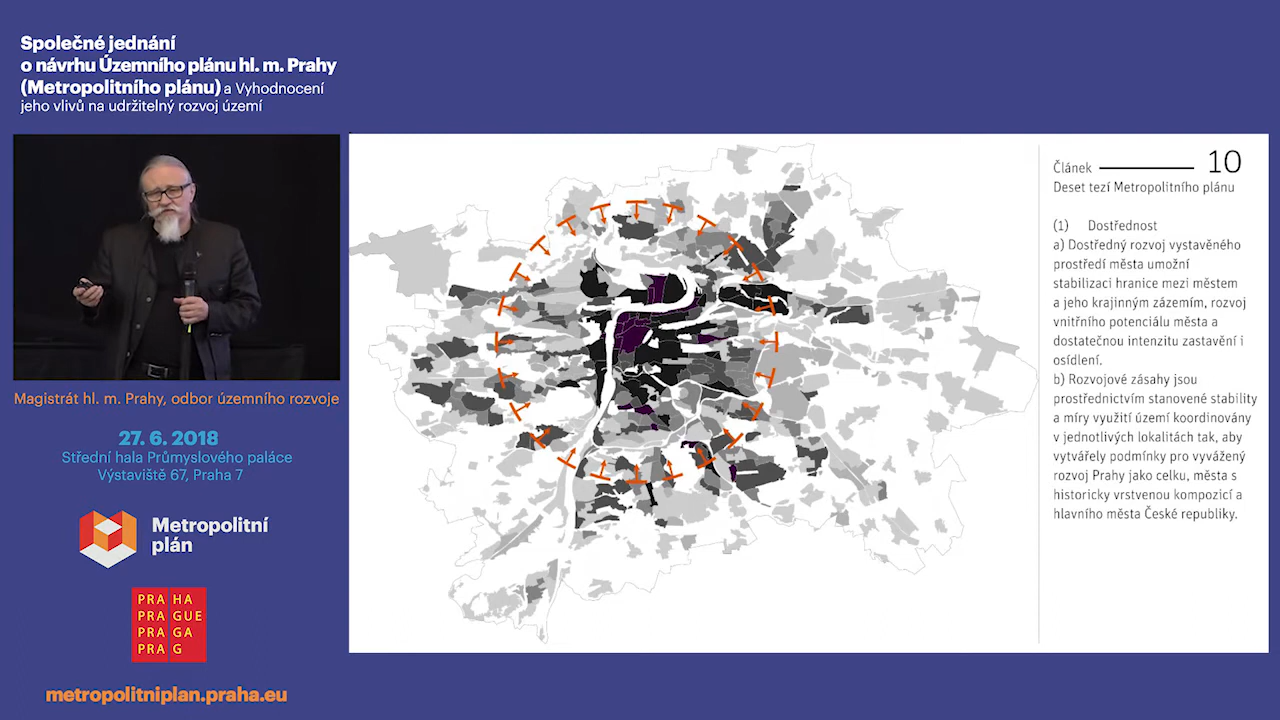 Společné jednání
o návrhu Územního plánu hl. m. Prahy
(Metropolitního plánu) a Vyhodnocení
jeho vlivů na udržitelný rozvoj území
Magistrát hl. m. Prahy, odbor územního rozvoje
27. 6. 2018
Střední hala Průmyslového paláce
Výstaviště 67, Praha 7
Metropolitní
plán
PRA HA
PRA GUE
PRA GA
PRA G
metropolitniplan.praha.eu
Článek 10
Deset tezí Metropolitního plánu
(1) Dostřednost
a) Dostředný rozvoj vystavěného
prostředí města umožní
stabilizaci hranice mezi městem
a jeho krajinným zázemím, rozvoj
vnitřního potenciálu města a
dostatečnou intenzitu zastavění i
osídlení.
b) Rozvojové zásahy jsou
prostřednictvím stanovené stability
a míry využití území koordinovány
v jednotlivých lokalitách tak, aby
vytvářely podmínky pro vyvážený
rozvoj Prahy jako celku, města s
historicky vrstvenou kompozicí a
hlavního města České republiky.